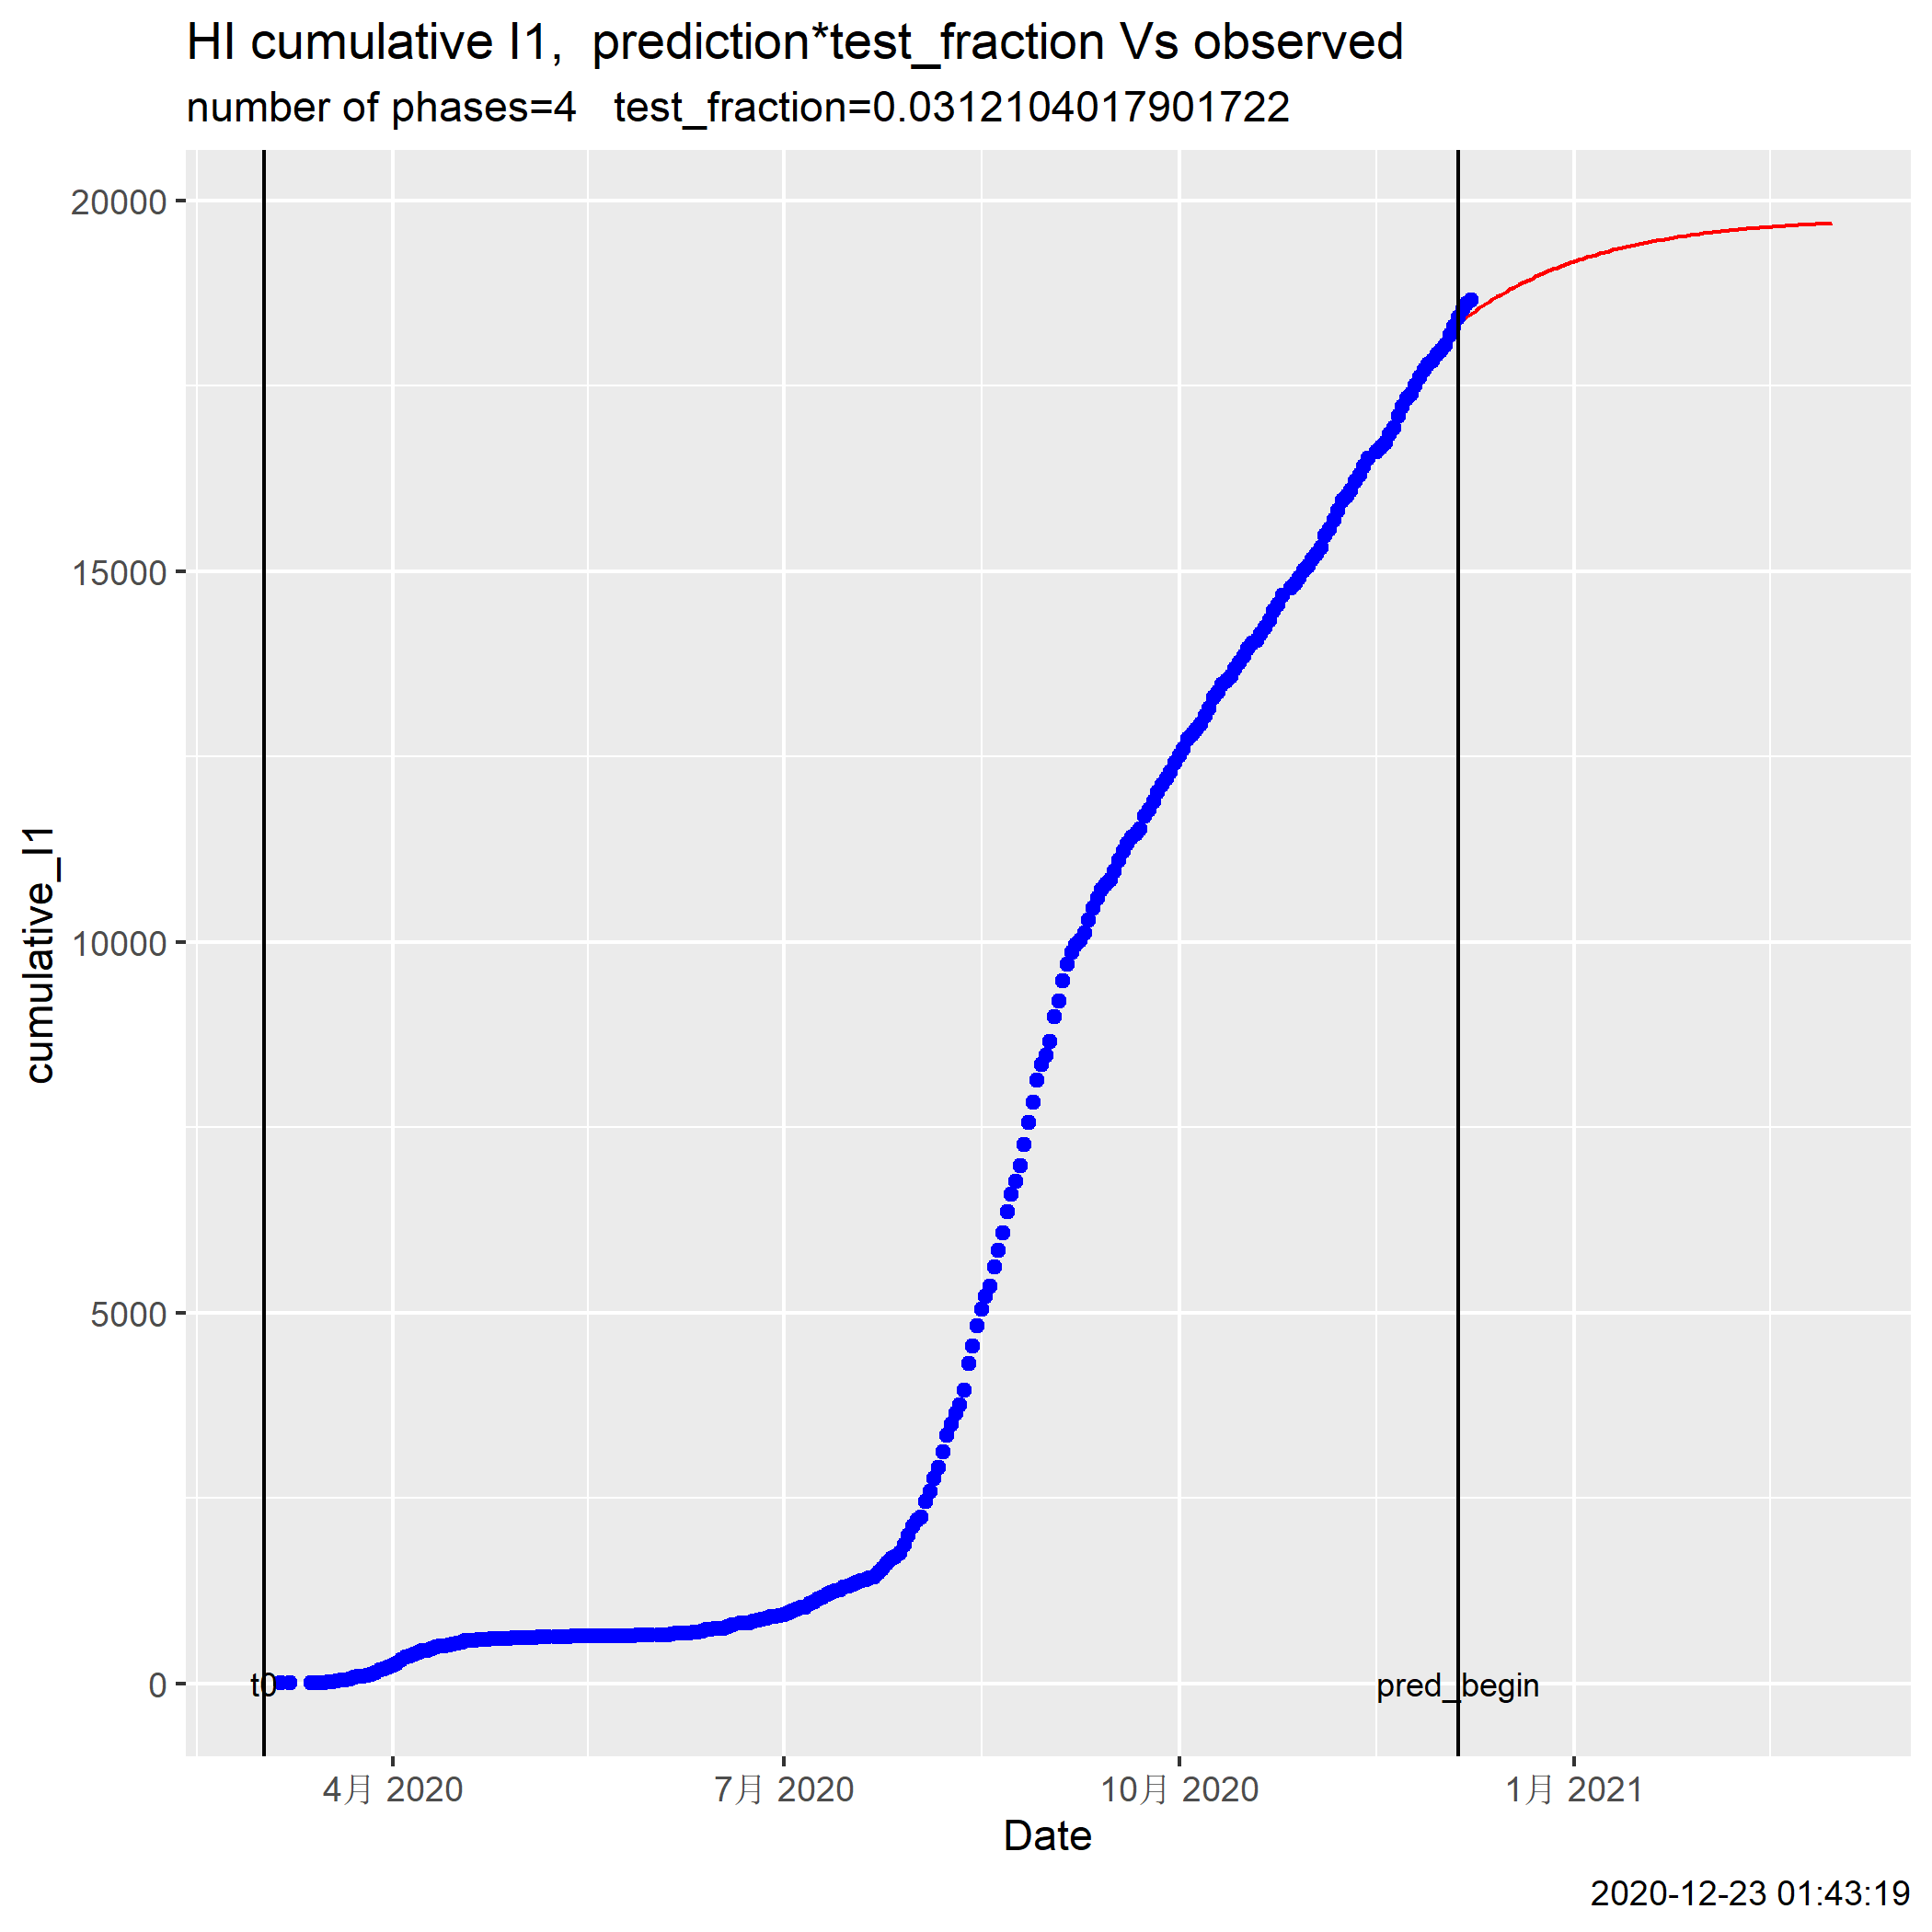 HI cumulative I1,  prediction*test_fraction Vs observed
number of phases=4   test_fraction=0.0312104017901722
20000
15000
10000
5000
0
cumulative_I1
t0
pred_begin
4月 2020
7月 2020
10月 2020
1月 2021
Date
2020-12-23 01:43:19